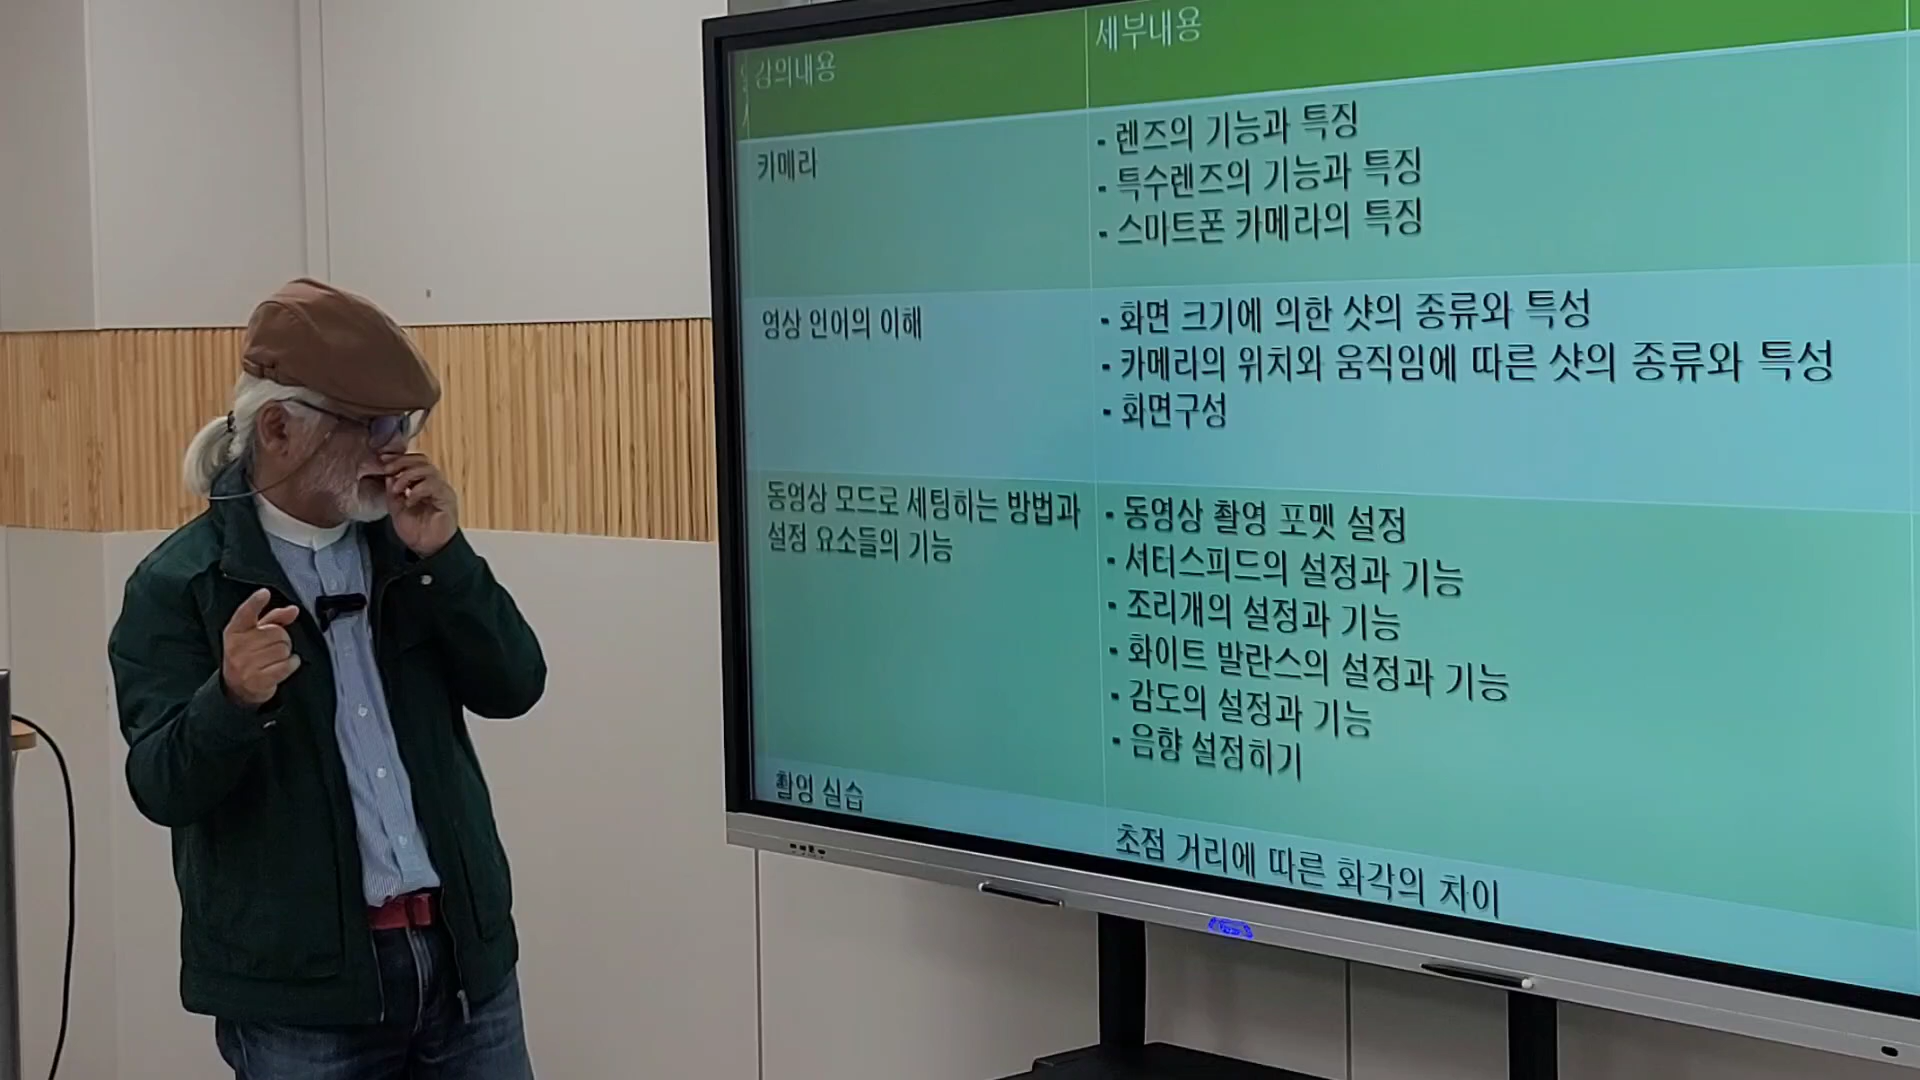 강의내용
세부내용
카메라
- 렌즈의 기능과 특징
- 특수렌즈의 기능과 특징
- 스마트폰 카메라의 특징
영상 언어의 이해
- 화면 크기에 의한 샷의 종류와 특성
- 카메라의 위치와 움직임에 따른 샷의 종류와 특성
- 화면구성
동영상 모드로 세팅하는 방법과
설정 요소들의 기능
- 동영상 촬영 포맷 설정
- 셔터스피드의 설정과 기능
- 조리개의 설정과 기능
- 화이트 발란스의 설정과 기능
- 감도의 설정과 기능
- 음향 설정하기
촬영 실습
초점 거리에 따른 화각의 차이